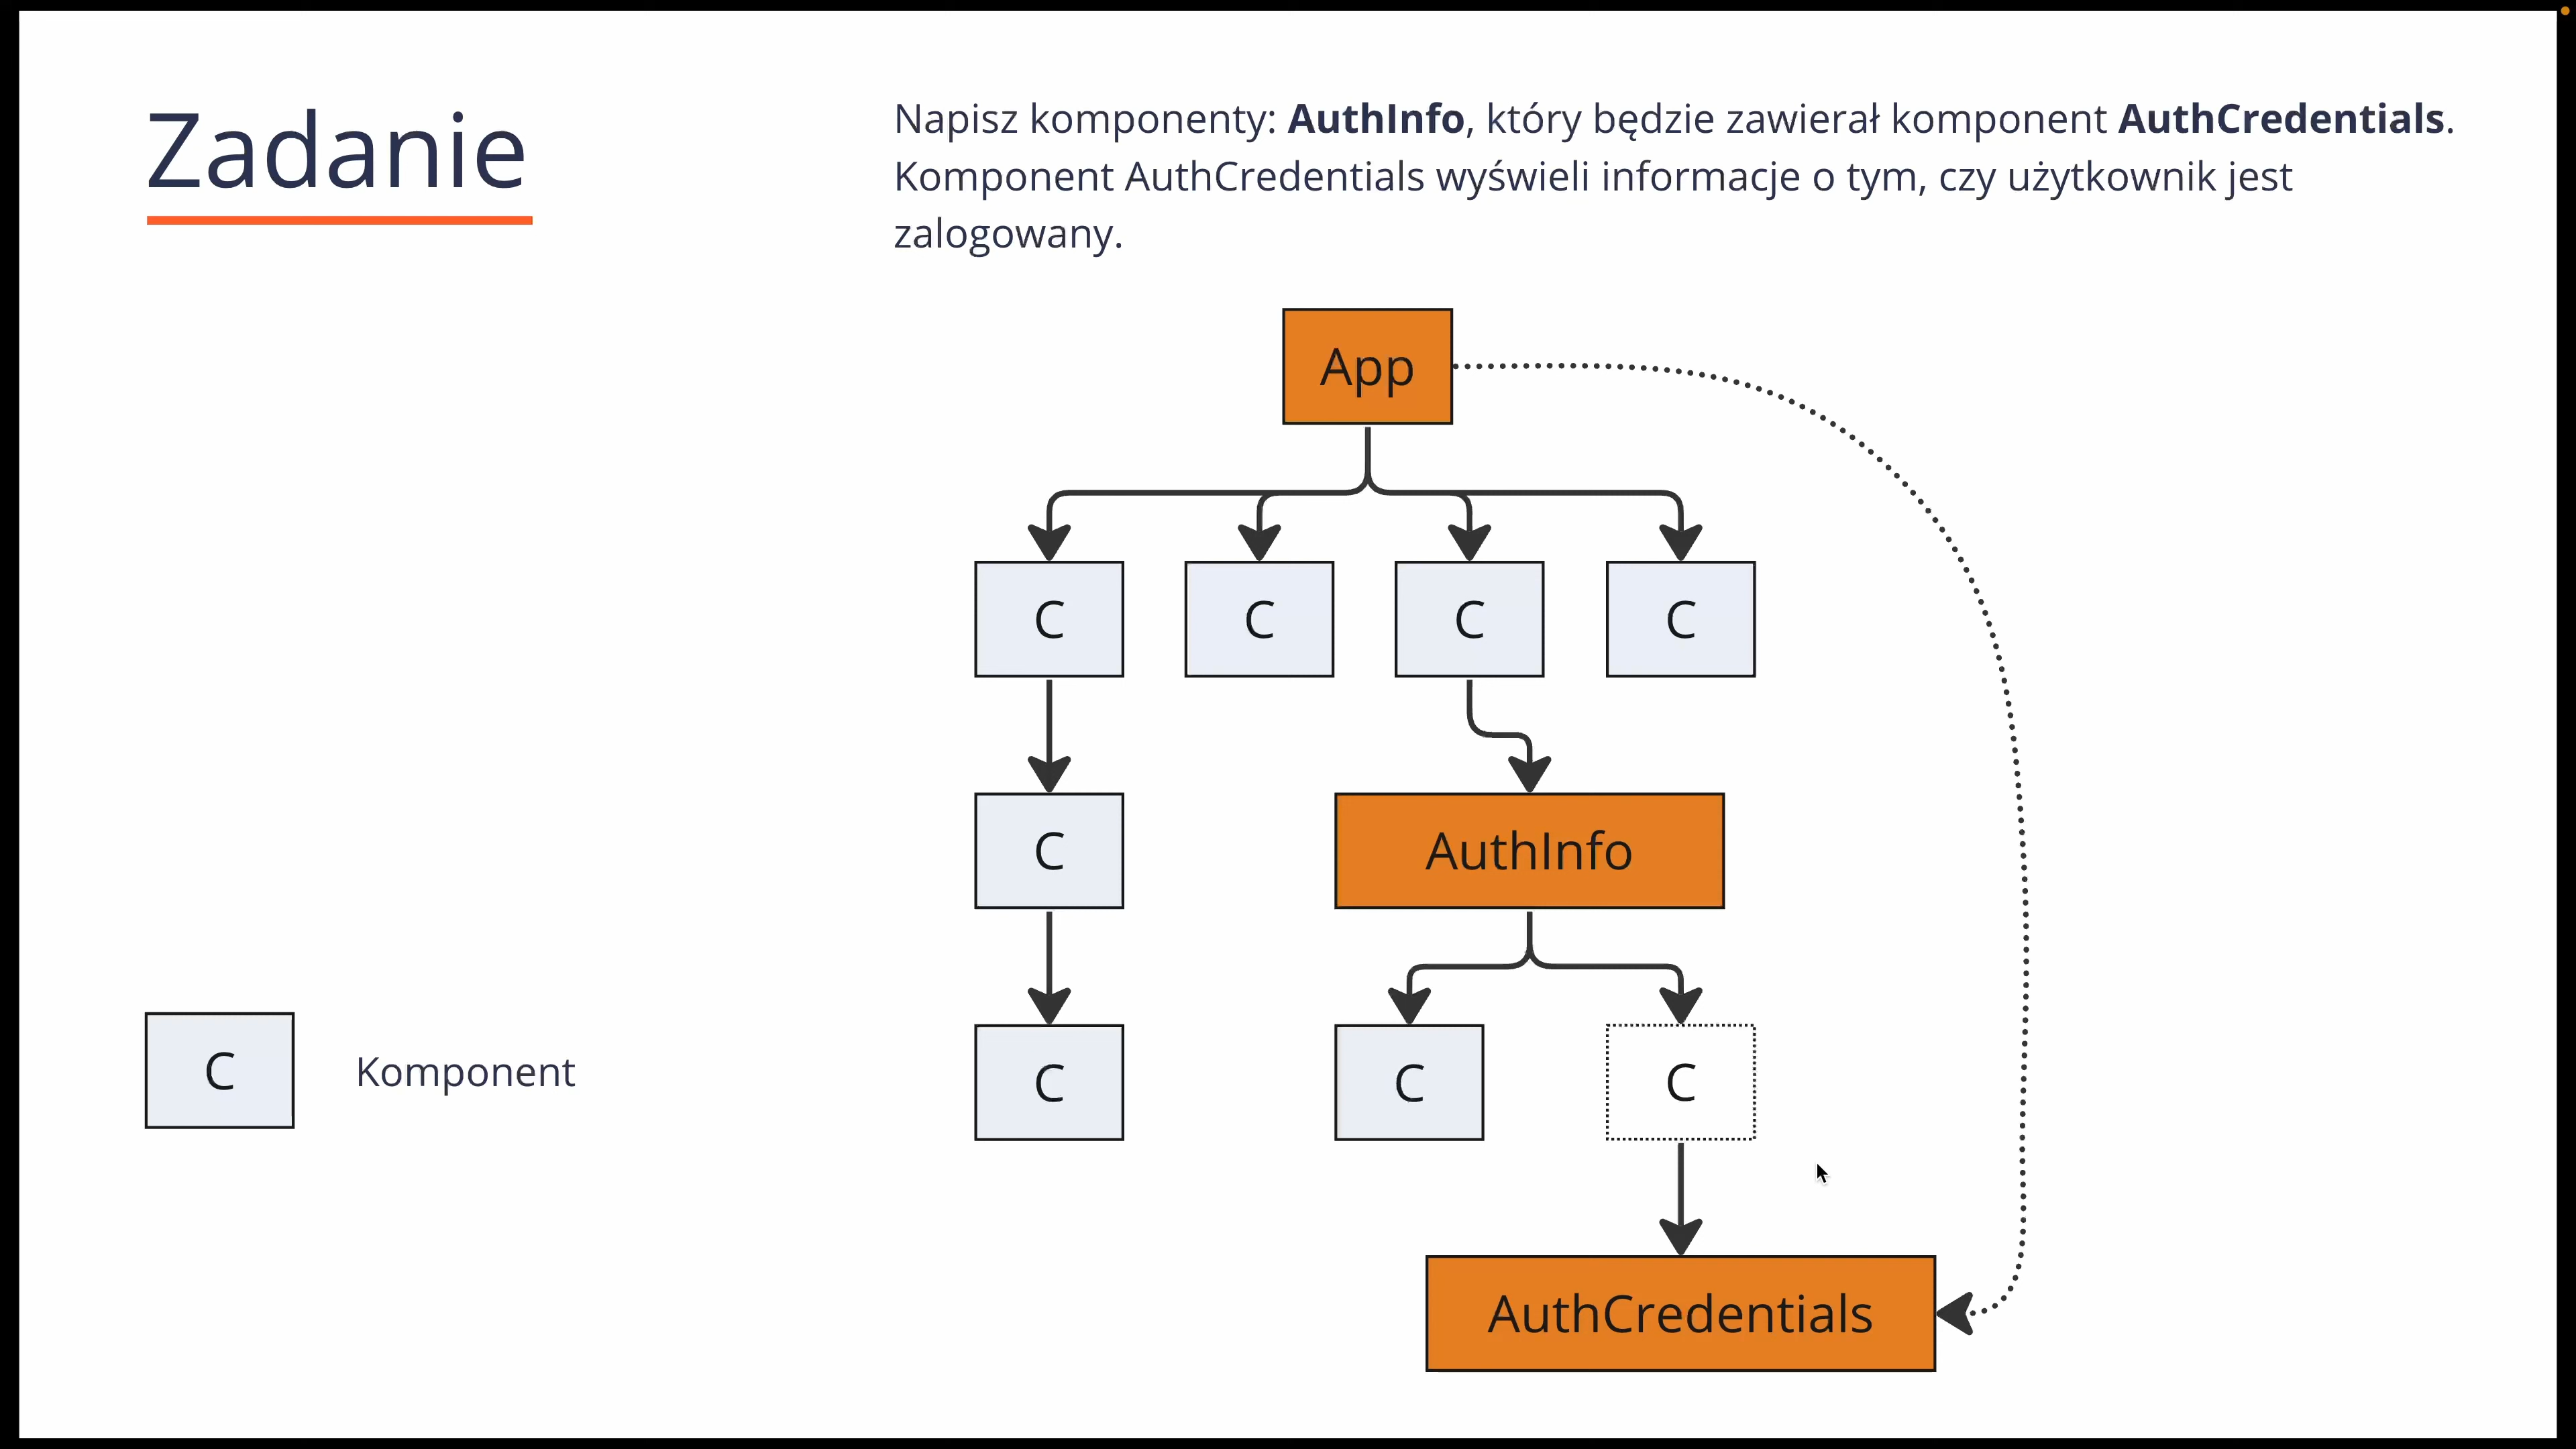 Zadanie
Napisz komponenty: AuthInfo, który będzie zawierał komponent AuthCredentials.
Komponent AuthCredentials wyświeli informacje o tym, czy użytkownik jest
zalogowany.
App
C
C
C
C
C
AuthInfo
C
Komponent
C
C
C
AuthCredentials